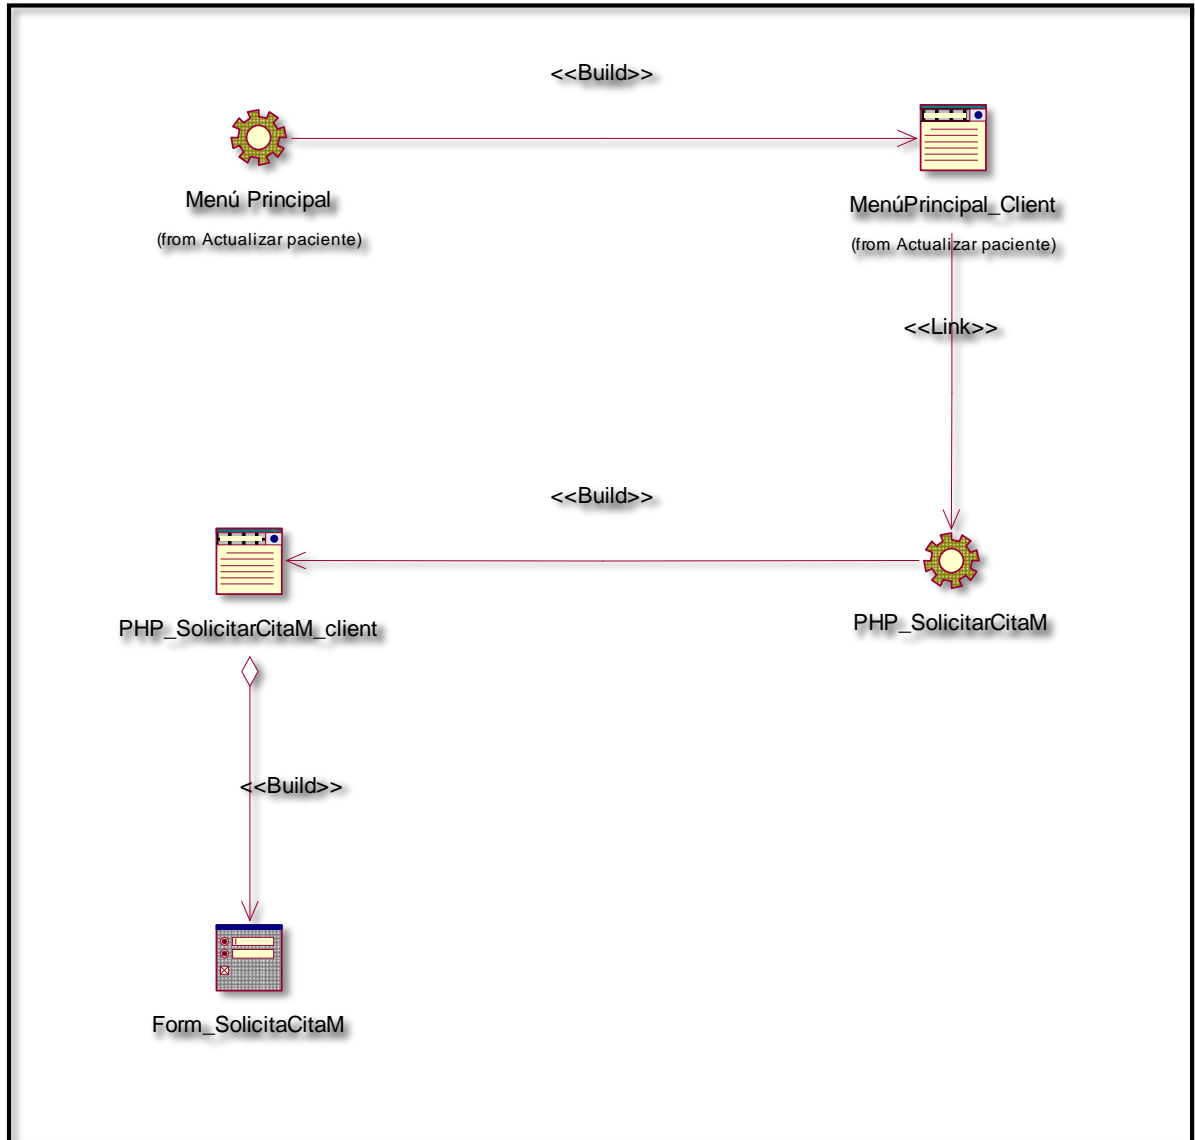 <<Build>>
Menú Principal
(from Actualizar paciente)
MenúPrincipal_Client
(from Actualizar paciente)
<<Link>>
<<Build>>
PHP_SolicitarCitaM_client
PHP_SolicitarCitaM
<<Build>>
Form_SolicitaCitaM